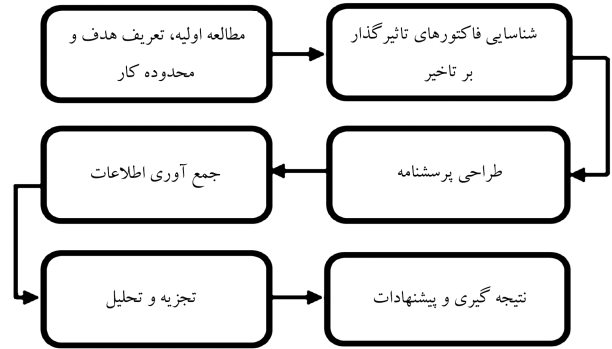 مطالعه اولیه، تعریف هدف و
محدوده کار
شناسایی فاکتورهای تاثیرگذار
بر تاخیر
طراحی پرسشنامه
جمع آوری اطلاعات
تجزیه و تحلیل
نتیجه گیری و پیشنهادات